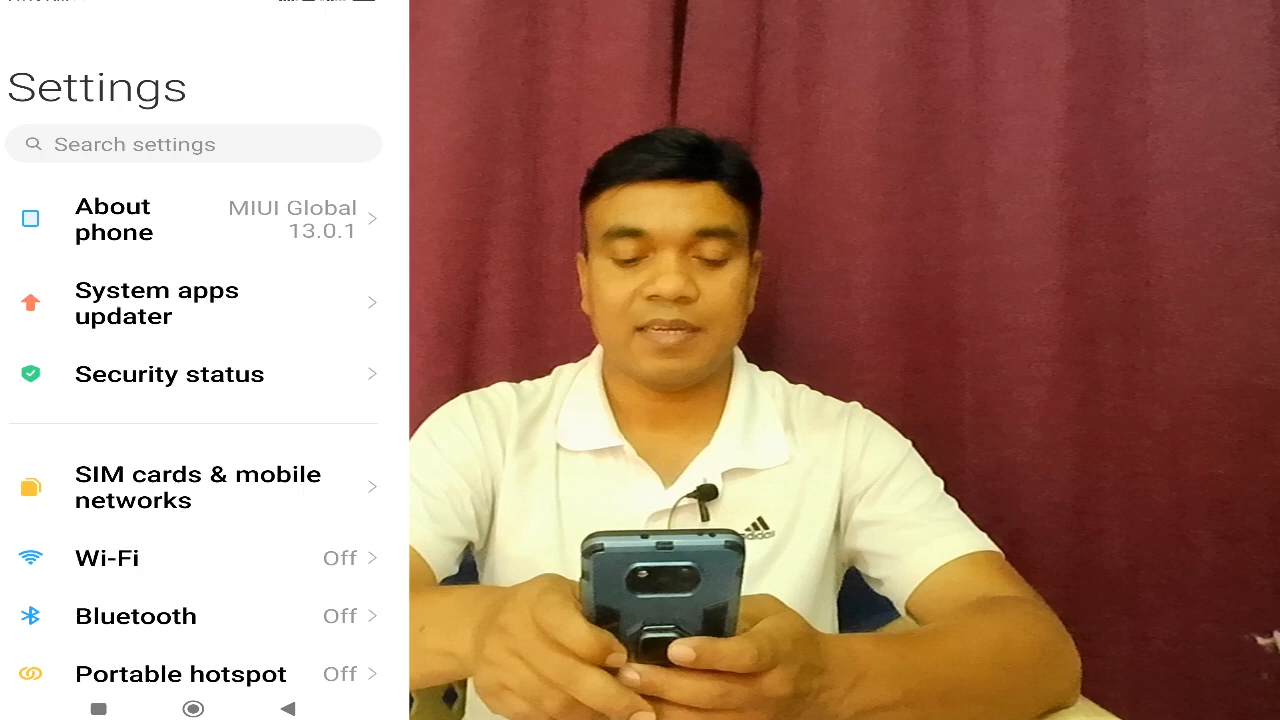 Settings
Search settings
About phone
MIUI Global 13.0.1
System apps updater
Security status
SIM cards & mobile networks
Wi-Fi Off
Bluetooth Off
Portable hotspot Off
adidas